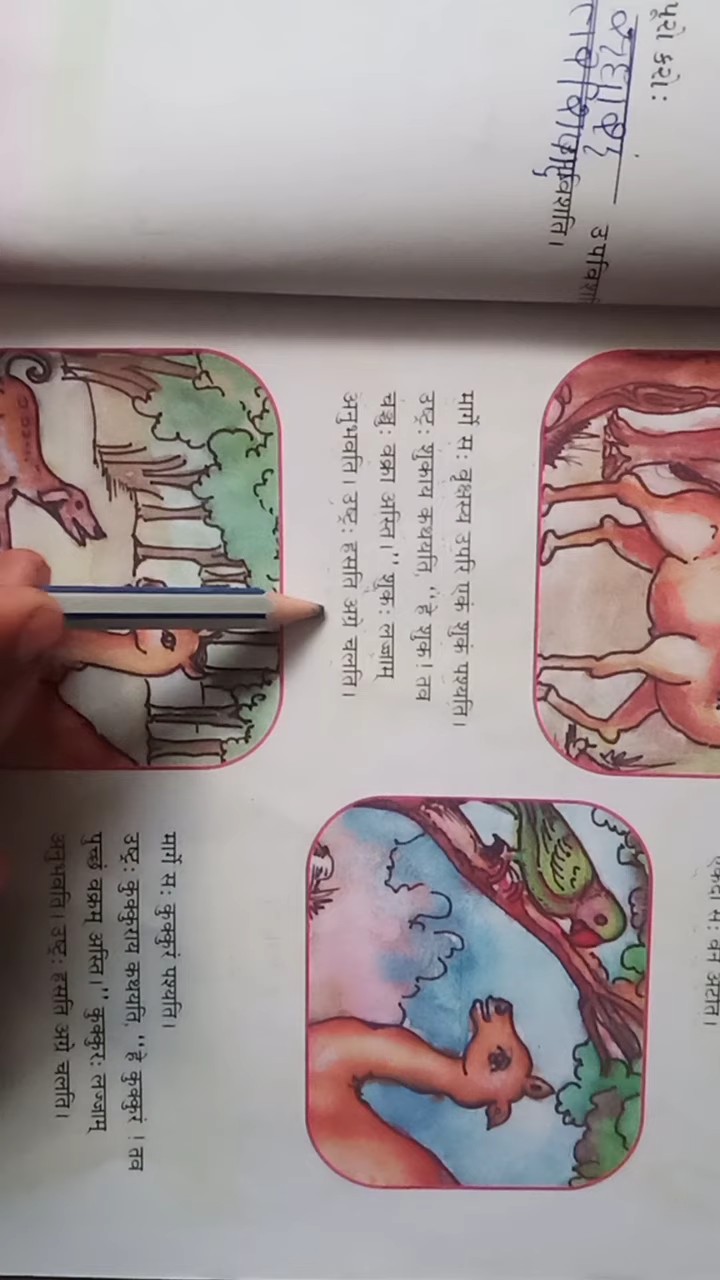 पूरो करो :
उपविश
विशति ।
एकदा सः वने अटति ।
मार्गे सः वृक्षस्य उपरि एकं शुकं पश्यति ।
उष्ट्रः शुकाय कथयति, “हे शुक ! तव
चञ्चुः वक्रा अस्ति ।” शुकः लज्जाम्
अनुभवति । उष्ट्रः हसति अग्रे चलति ।
मार्गे सः कुक्कुरं पश्यति ।
उष्ट्रः कुक्कुराय कथयति, “हे कुक्कुर ! तव
पुच्छं वक्रम् अस्ति ।” कुक्कुरः लज्जाम्
अनुभवति । उष्ट्रः हसति अग्रे चलति ।